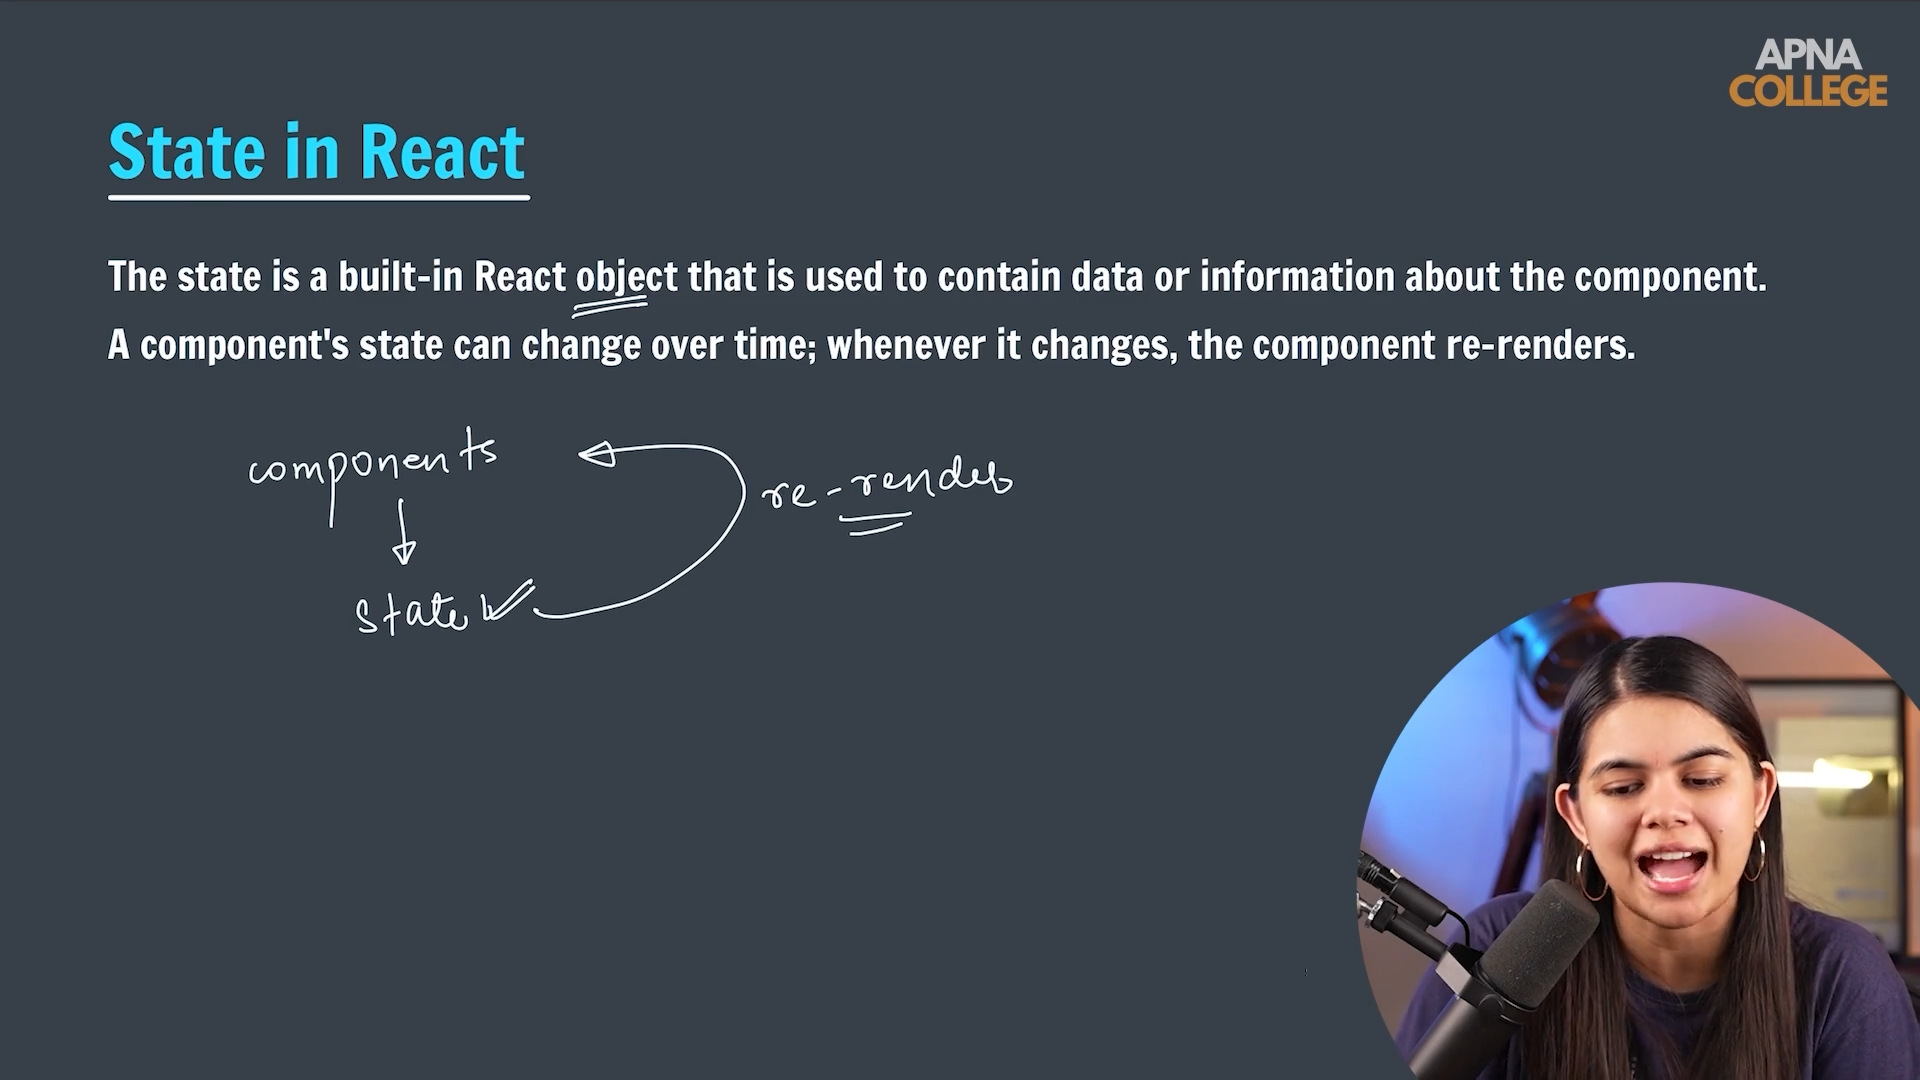 APNA
COLLEGE
State in React
The state is a built-in React object that is used to contain data or information about the component.
A component's state can change over time; whenever it changes, the component re-renders.
components
re-render
state